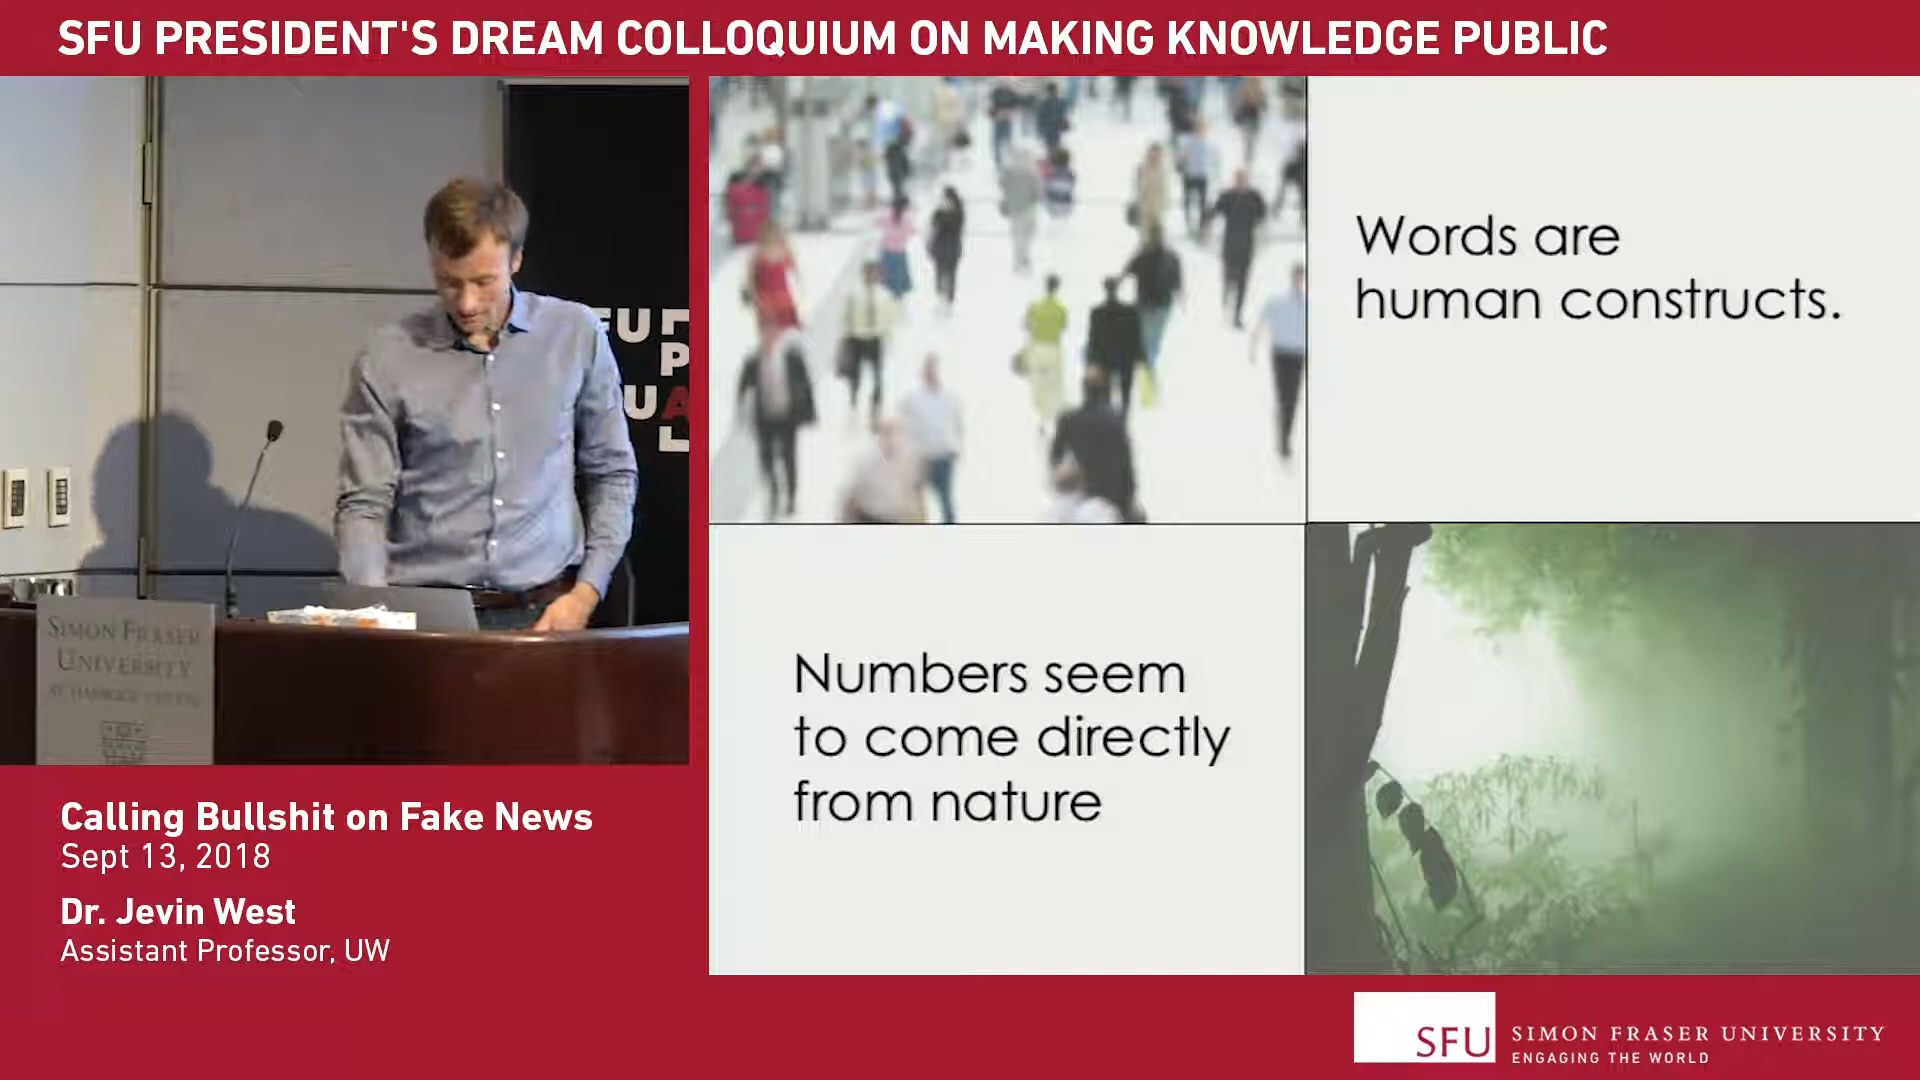 SFU PRESIDENT'S DREAM COLLOQUIUM ON MAKING KNOWLEDGE PUBLIC
Words are
human constructs.
Numbers seem
to come directly
from nature
SIMON FRASER
UNIVERSITY
Calling Bullshit on Fake News
Sept 13, 2018
Dr. Jevin West
Assistant Professor, UW
SFU
SIMON FRASER UNIVERSITY
ENGAGING THE WORLD